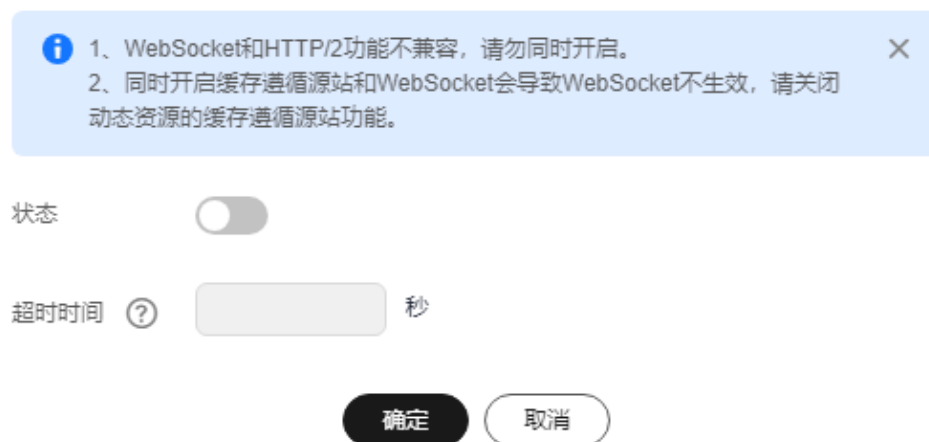 1、WebSocket和HTTP/2功能不兼容，请勿同时开启。
2、同时开启缓存遵循源站和WebSocket会导致WebSocket不生效，请关闭
动态资源的缓存遵循源站功能。
状态
超时时间 ? 秒
确定 取消